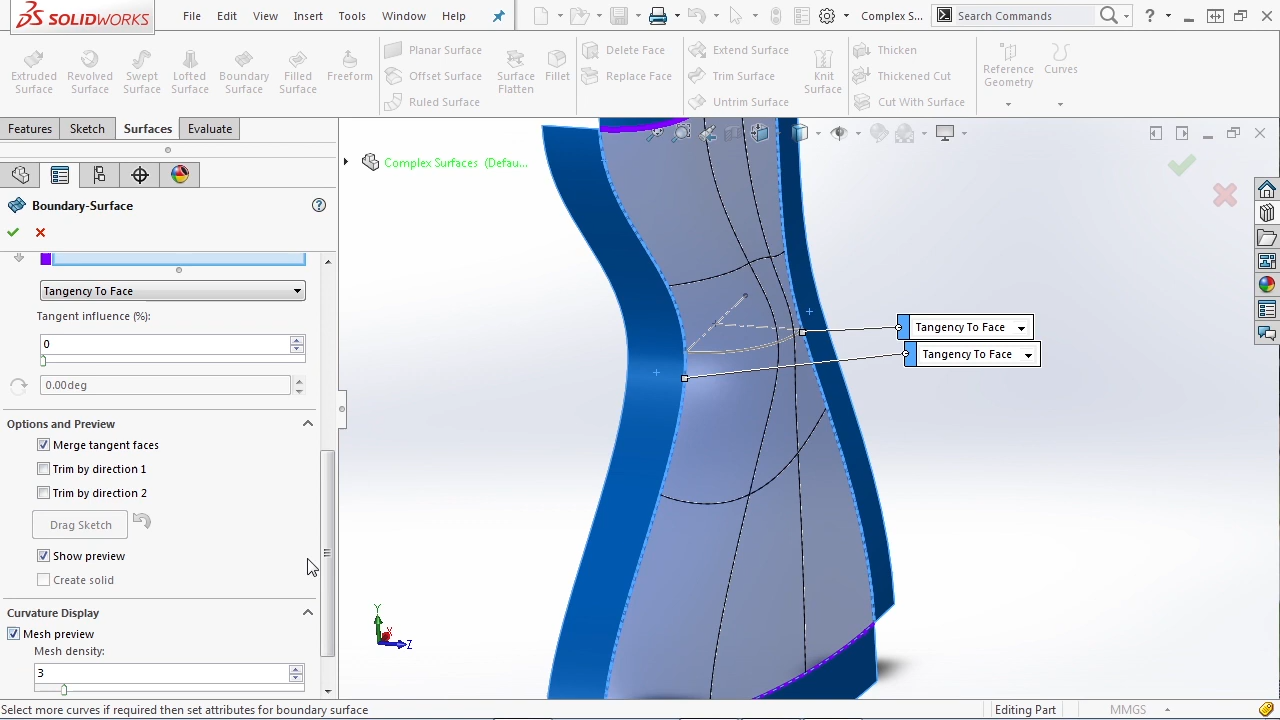 SOLIDWORKS File Edit View Insert Tools Window Help Complex S... Search Commands ?
Extruded Surface
Revolved Surface
Swept Surface
Lofted Surface
Boundary Surface
Filled Surface
Freeform
Planar Surface
Offset Surface
Ruled Surface
Surface Flatten
Fillet
Delete Face
Replace Face
Extend Surface
Trim Surface
Untrim Surface
Knit Surface
Thicken
Thickened Cut
Cut With Surface
Reference Geometry
Curves
Features Sketch Surfaces Evaluate
Complex Surfaces (Defau...
Boundary-Surface ?
Tangency To Face
Tangent influence (%):
0
0.00deg
Options and Preview
Merge tangent faces
Trim by direction 1
Trim by direction 2
Drag Sketch
Show preview
Create solid
Curvature Display
Mesh preview
Mesh density:
3
Tangency To Face
Tangency To Face
Y
Z
Select more curves if required then set attributes for boundary surface Editing Part MMGS